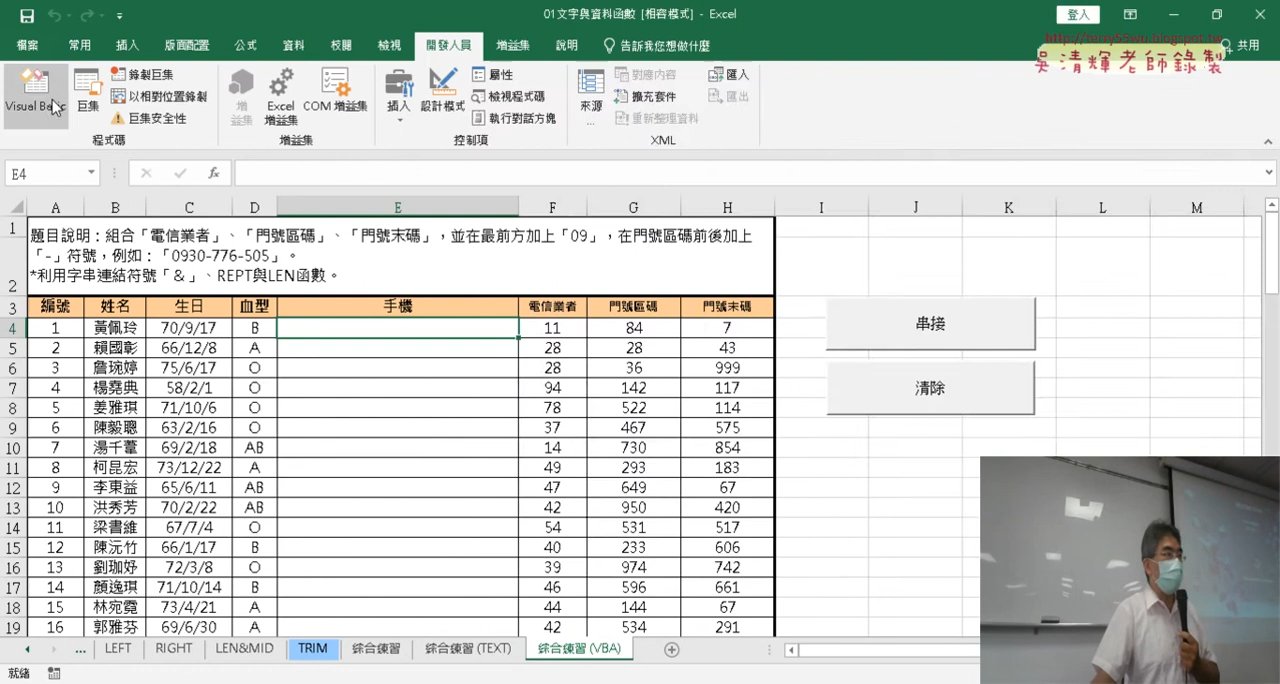 01文字與資料函數 [相容模式] - Excel
登入
檔案 常用 插入 版面配置 公式 資料 校閱 檢視 開發人員 增益集 說明 告訴我您想做什麼 共用
http://terry55wu.blogspot.tw
吳清輝老師錄製
Visual Basic 巨集 錄製巨集 以相對位置錄製 巨集安全性
增益集 Excel 增益集 COM 增益集
插入 設計模式 屬性 檢視程式碼 執行對話方塊
來源 ... 對應內容 擴充套件 重新整理資料 匯入 匯出
程式碼 增益集 控制項 XML
E4 fx
A B C D E F G H I J K L M
1 題目說明：組合「電信業者」、「門號區碼」、「門號末碼」，並在最前方加上「09」，在門號區碼前後加上
「-」符號，例如：「0930-776-505」。
2 *利用字串連結符號「&」、REPT與LEN函數。
3 編號 姓名 生日 血型 手機 電信業者 門號區碼 門號末碼
4 1 黃佩玲 70/9/17 B 11 84 7
5 2 賴國彰 66/12/8 A 28 28 43
6 3 詹琬婷 75/6/17 O 28 36 999
7 4 楊堯典 58/2/1 O 94 142 117
8 5 姜雅琪 71/10/6 O 78 522 114
9 6 陳毅聰 63/2/16 O 37 467 575
10 7 湯千葦 69/2/18 AB 14 730 854
11 8 柯昆宏 73/12/22 A 49 293 183
12 9 李東益 65/6/11 AB 47 649 67
13 10 洪秀芳 70/2/22 AB 42 950 420
14 11 梁書維 67/7/4 O 54 531 517
15 12 陳沅竹 66/1/17 B 40 233 606
16 13 劉珈妤 72/3/8 O 39 974 742
17 14 顏逸琪 71/10/14 B 46 596 661
18 15 林宛霓 73/4/21 A 44 144 67
19 16 郭雅芬 69/6/30 A 42 534 291
串接
清除
... LEFT RIGHT LEN&MID TRIM 綜合練習 綜合練習 (TEXT) 綜合練習 (VBA)
就緒